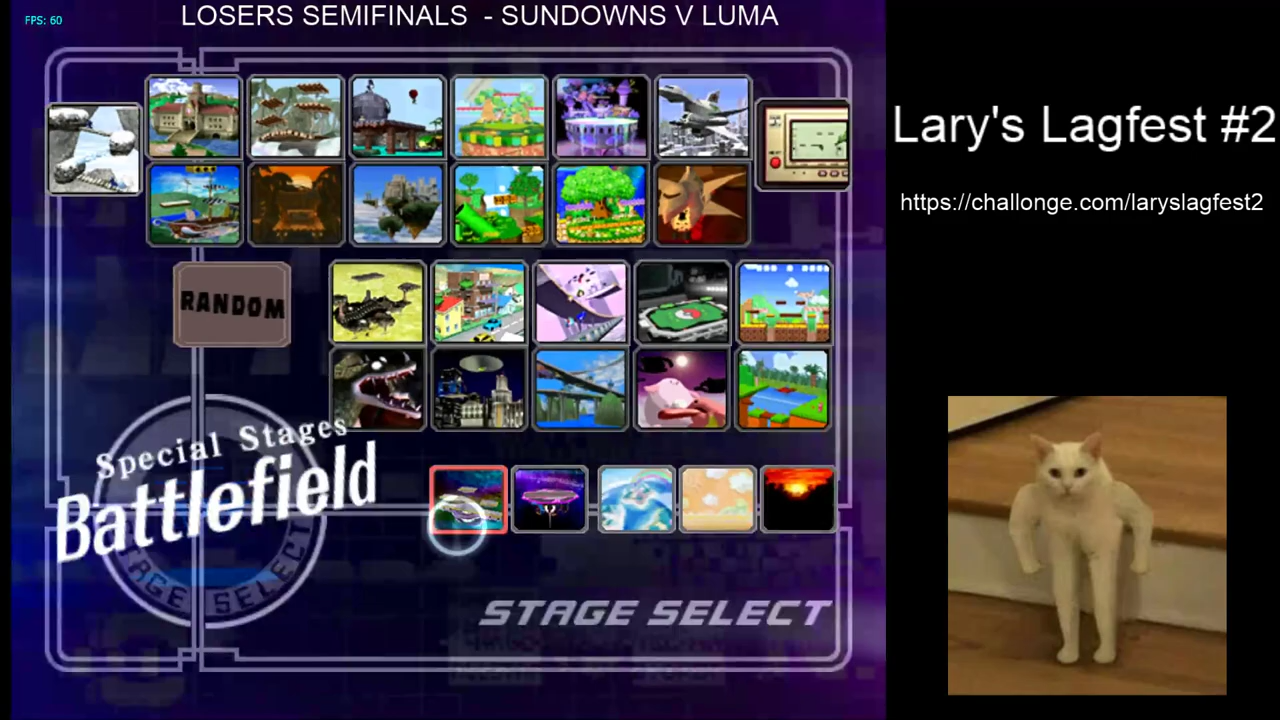 FPS: 60
LOSERS SEMIFINALS - SUNDOWNS V LUMA
Lary's Lagfest #2
https://challonge.com/laryslagfest2
RANDOM
Special Stages
Battlefield
STAGE SELECT